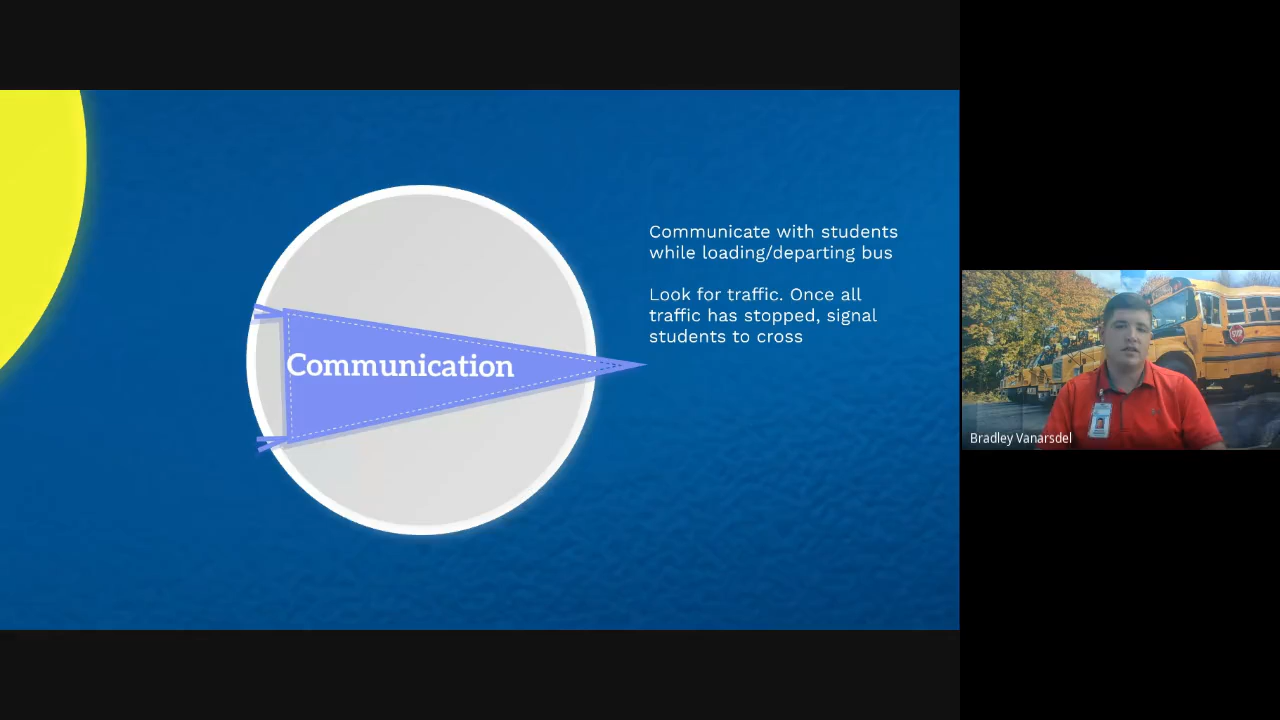 Communication
Communicate with students
while loading/departing bus
Look for traffic. Once all
traffic has stopped, signal
students to cross
STOP
Bradley Vanarsdel